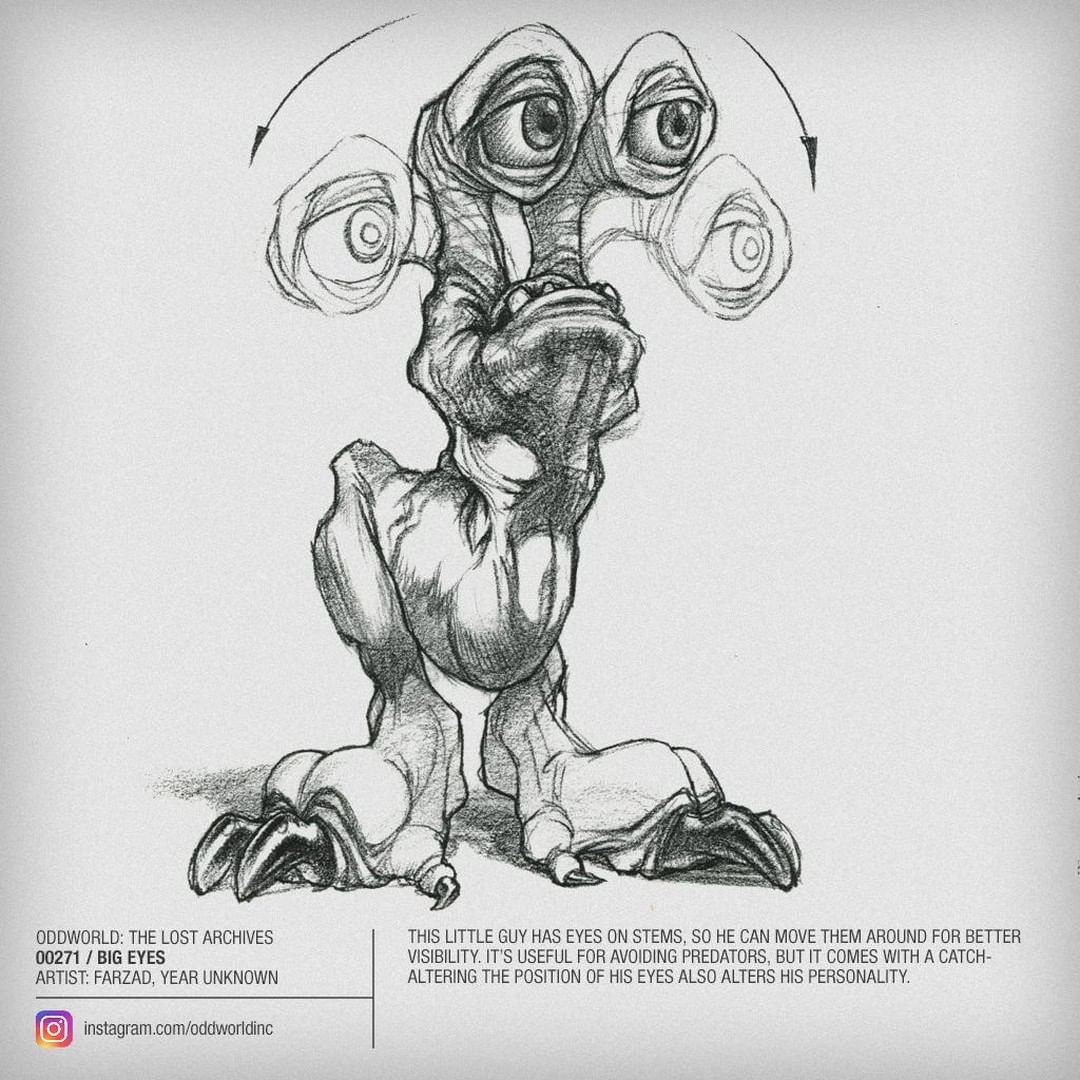 ODDWORLD: THE LOST ARCHIVES
00271 / BIG EYES
ARTIST: FARZAD, YEAR UNKNOWN
instagram.com/oddworldinc
THIS LITTLE GUY HAS EYES ON STEMS, SO HE CAN MOVE THEM AROUND FOR BETTER
VISIBILITY. IT'S USEFUL FOR AVOIDING PREDATORS, BUT IT COMES WITH A CATCH-
ALTERING THE POSITION OF HIS EYES ALSO ALTERS HIS PERSONALITY.